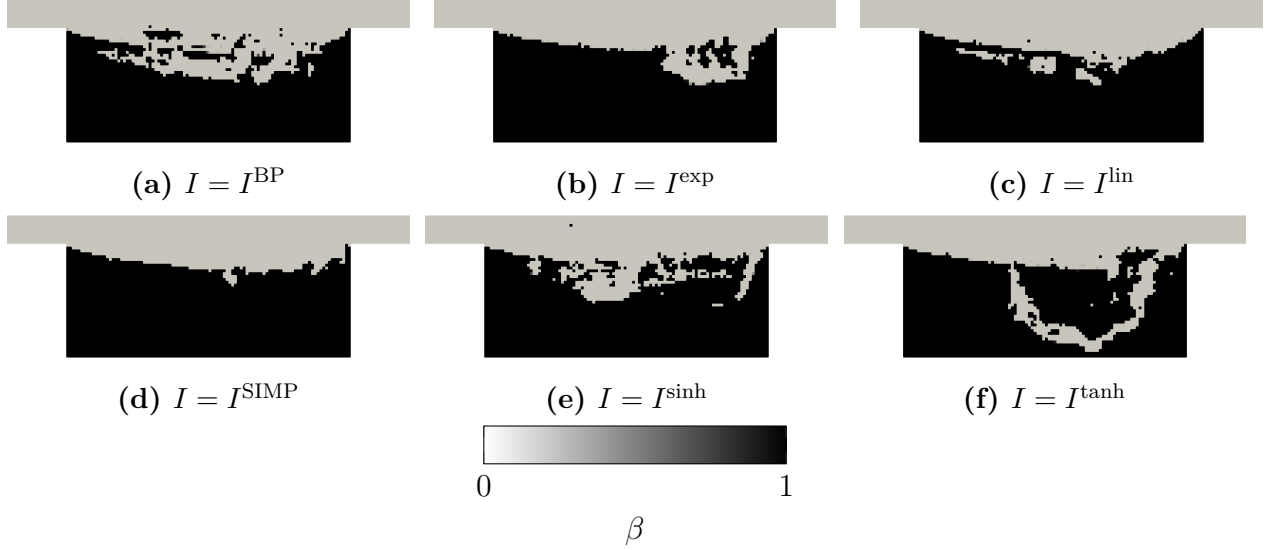 (a) I = I^BP
(b) I = I^exp
(c) I = I^lin
(d) I = I^SIMP
(e) I = I^sinh
(f) I = I^tanh
0 1
β